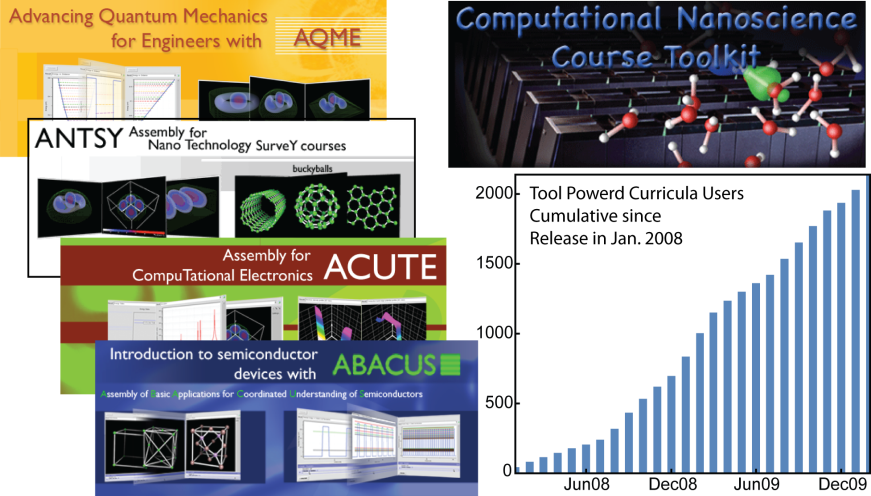 Advancing Quantum Mechanics
for Engineers with
AQME
ANTSY Assembly for
Nano Technology SurveY courses
buckyballs
Assembly for
CompuTational Electronics
ACUTE
Introduction to semiconductor
devices with
ABACUS
Assembly of Basic Applications for Coordinated Understanding of Semiconductors
Computational Nanoscience
Course Toolkit
Tool Powerd Curricula Users
Cumulative since
Release in Jan. 2008
2000
1500
1000
500
0
Jun08
Dec08
Jun09
Dec09